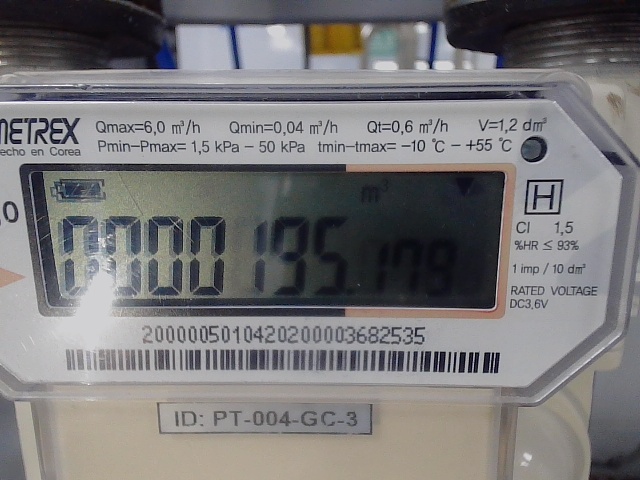 METREX
echo en Corea
Qmax=6,0 m³/h Qmin=0,04 m³/h Qt=0,6 m³/h V=1,2 dm³
Pmin-Pmax= 1,5 kPa - 50 kPa tmin-tmax= -10 °C - +55 °C
m³
0000195.179
H
Cl 1,5
%HR ≤ 93%
1 imp / 10 dm³
RATED VOLTAGE
DC3,6V
20000050104202000003682535
ID: PT-004-GC-3